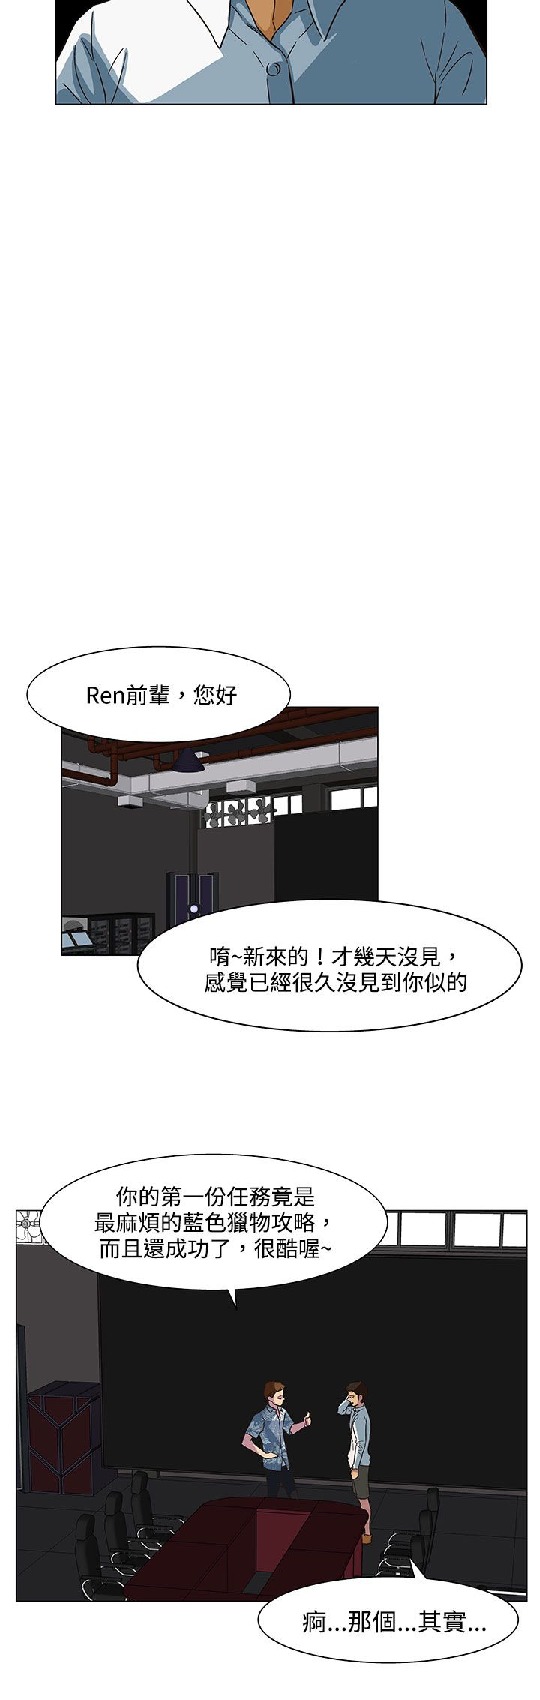 Ren前輩，您好
唷~新來的！才幾天沒見，
感覺已經很久沒見到你似的
你的第一份任務竟是
最麻煩的藍色獵物攻略，
而且還成功了，很酷喔~
痾...那個...其實...